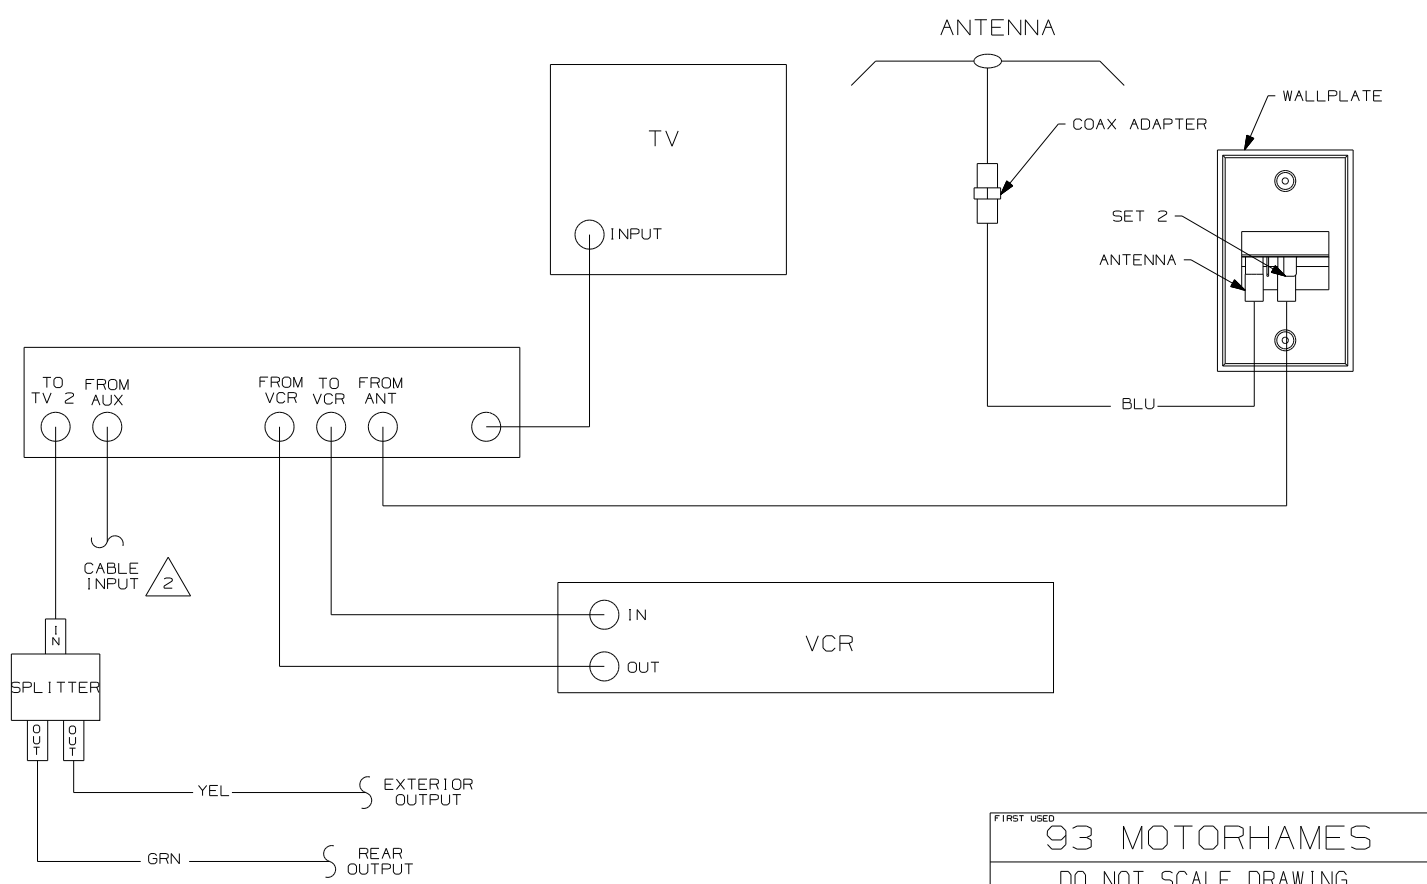 ANTENNA
WALLPLATE
COAX ADAPTER
TV
SET 2
INPUT
ANTENNA
TO
TV 2
FROM
AUX
FROM
VCR
TO
VCR
FROM
ANT
BLU
CABLE
INPUT
2
IN
IN
VCR
OUT
SPLITTER
OUT
OUT
YEL
EXTERIOR
OUTPUT
GRN
REAR
OUTPUT
FIRST USED
93 MOTORHAMES
DO NOT SCALE DRAWING